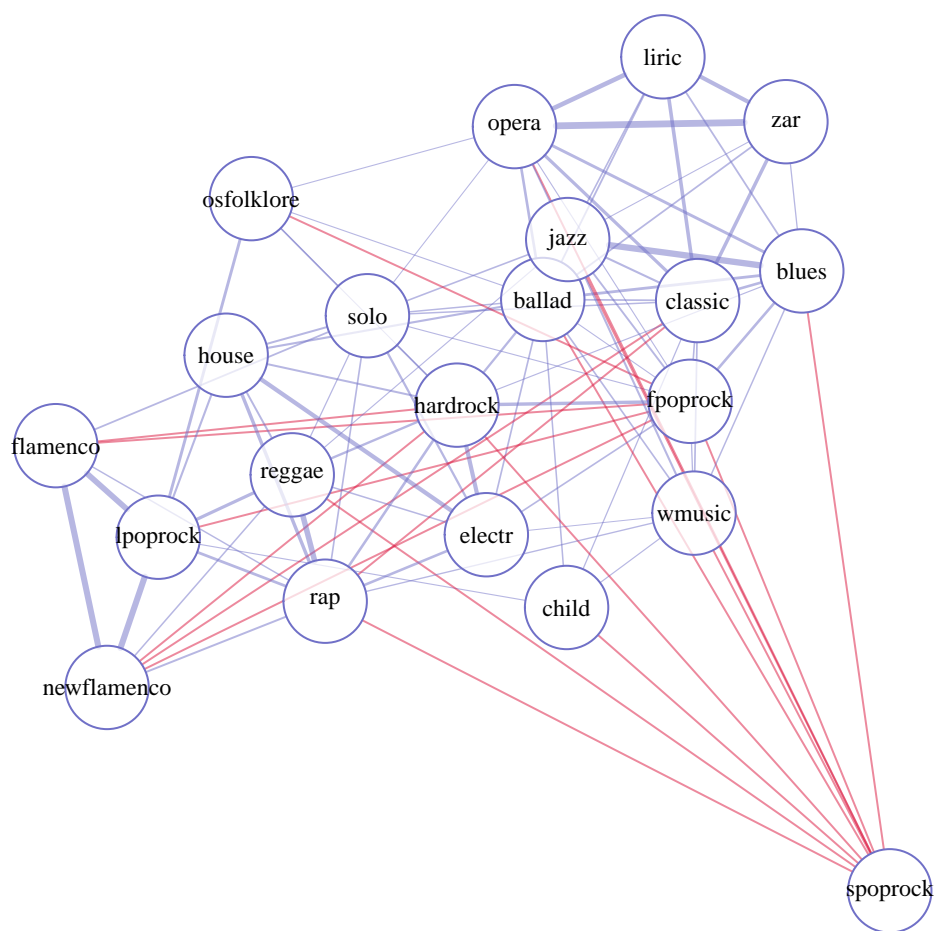 liric
opera
zar
osfolklore
jazz
blues
solo
ballad
classic
house
hardrock
fpoprock
flamenco
reggae
lpoprock
electr
wmusic
rap
child
newflamenco
spoprock